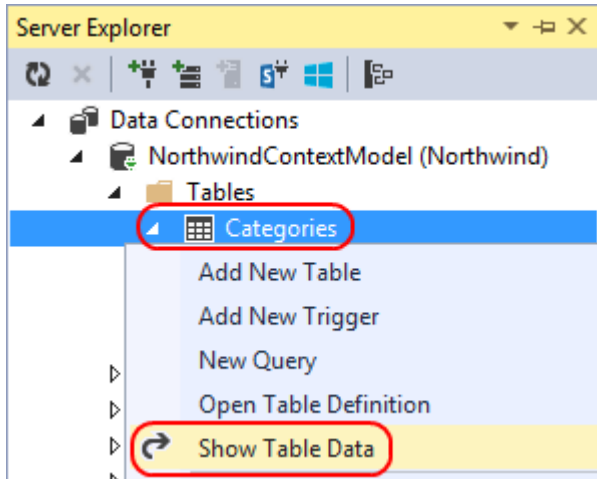 Server Explorer
Data Connections
NorthwindContextModel (Northwind)
Tables
Categories
Add New Table
Add New Trigger
New Query
Open Table Definition
Show Table Data